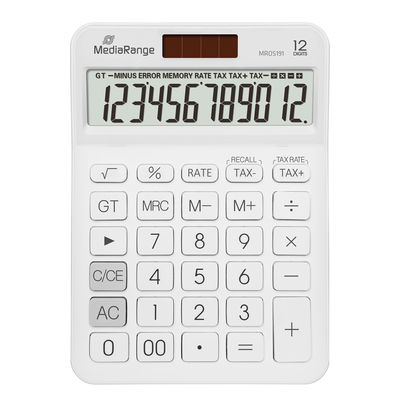 MediaRange MROS191 12
DIGITS
GT - MINUS ERROR MEMORY RATE TAX TAX+ TAX- ÷ × − +
123456789012.
RECALL TAX RATE
√ % RATE TAX- TAX+
GT MRC M− M+ ÷
▶ 7 8 9 ×
C/CE 4 5 6 −
AC 1 2 3 +
0 00 • =